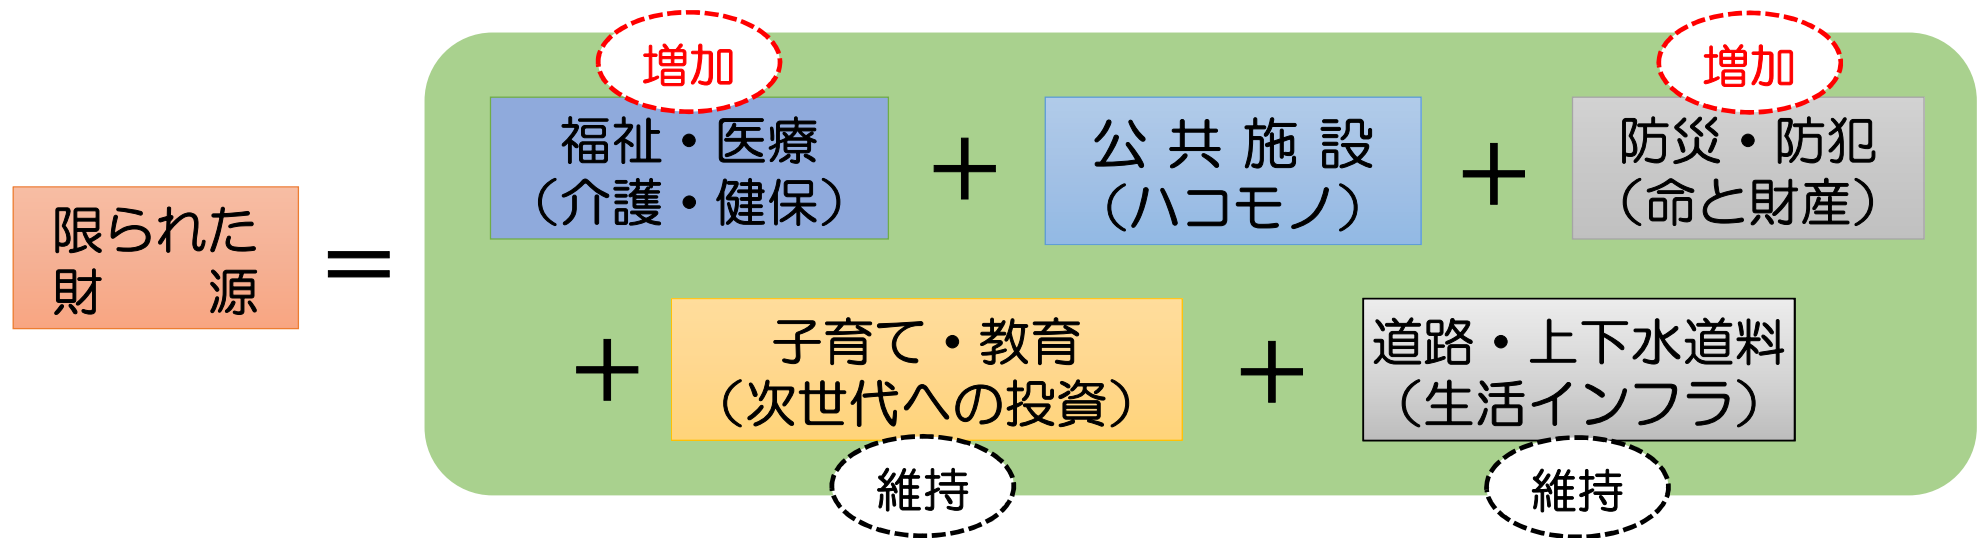 増加
増加
福祉・医療
（介護・健保）
＋
公共施設
（ハコモノ）
＋
防災・防犯
（命と財産）
限られた
財源
＝
＋
子育て・教育
（次世代への投資）
＋
道路・上下水道料
（生活インフラ）
維持
維持